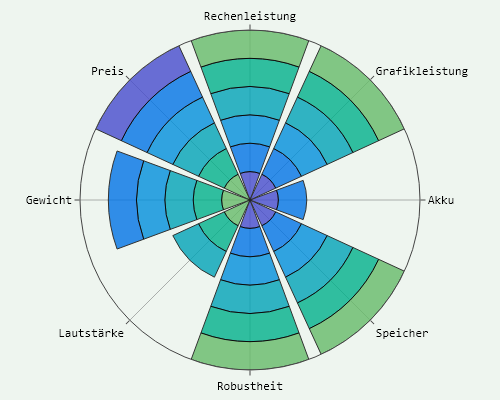 Rechenleistung
Preis
Grafikleistung
Gewicht
Akku
Lautstärke
Speicher
Robustheit